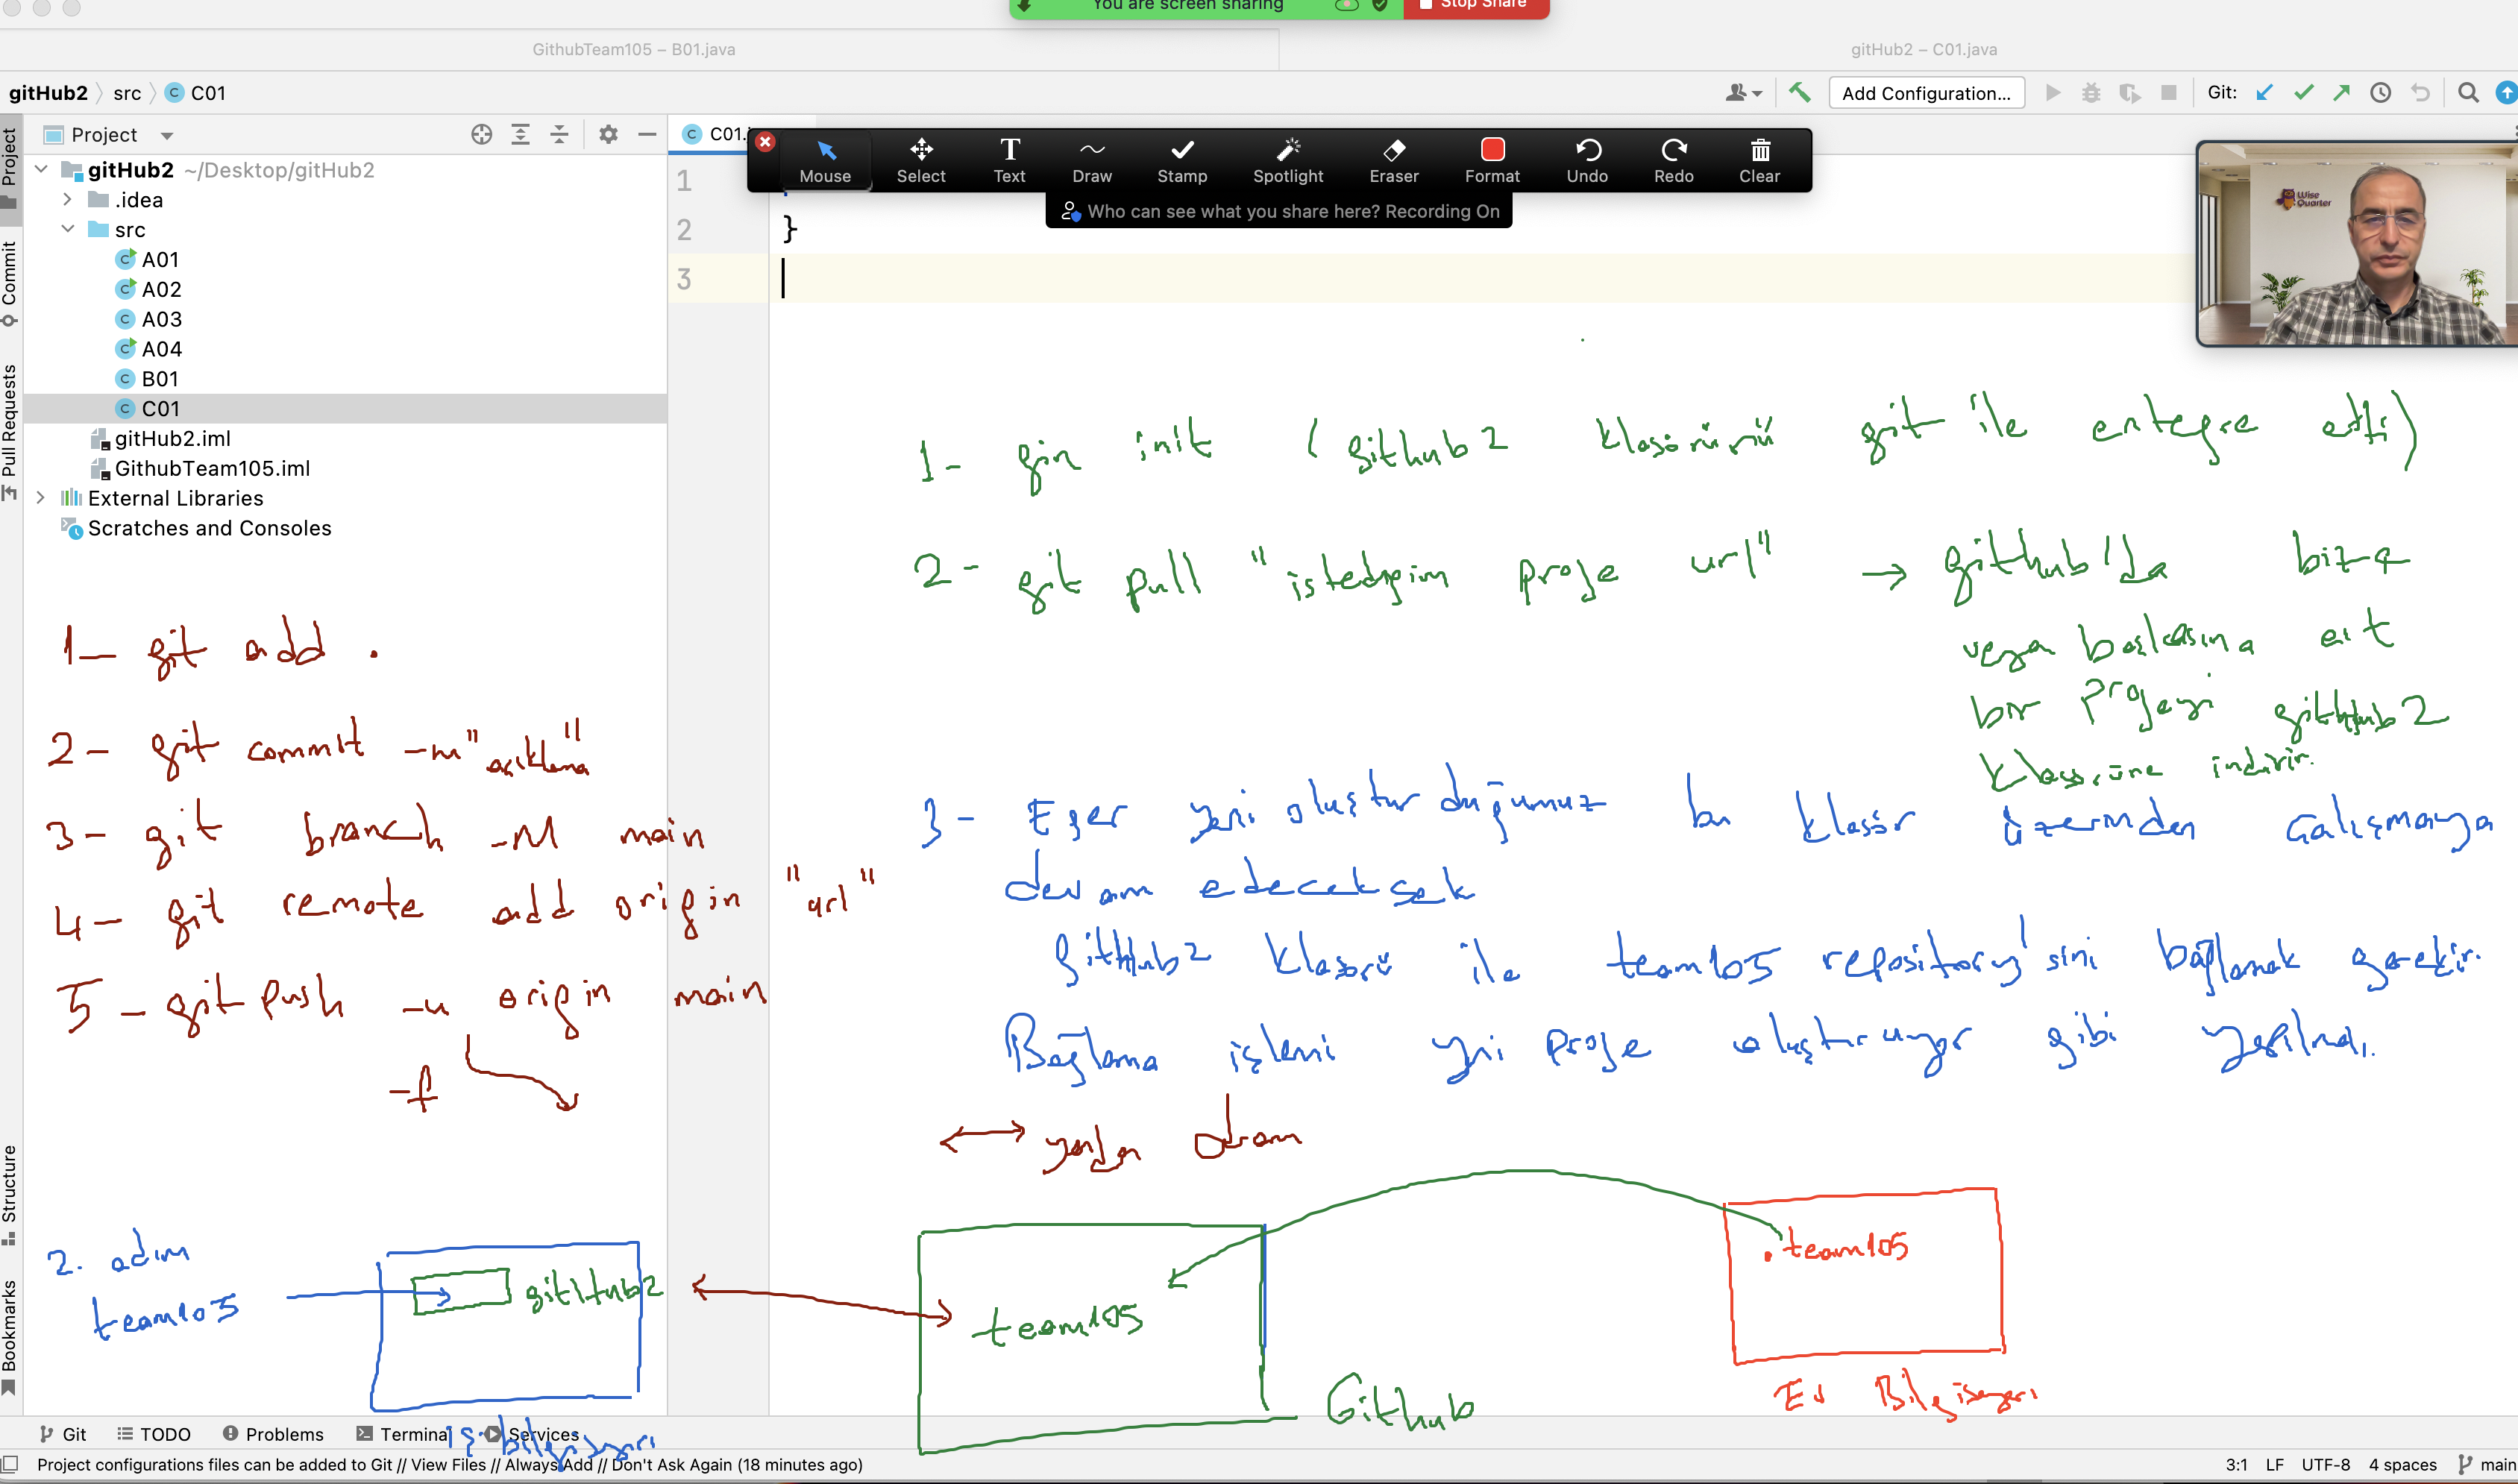 You are screen sharing
Stop Share
GithubTeam105 – B01.java
gitHub2 – C01.java
gitHub2 src C01
Add Configuration...
Git:
Project
C01.
Mouse Select Text Draw Stamp Spotlight Eraser Format Undo Redo Clear
Who can see what you share here? Recording On
Project
Commit
Pull Requests
Structure
Bookmarks
gitHub2 ~/Desktop/gitHub2
.idea
src
A01
A02
A03
A04
B01
C01
gitHub2.iml
GithubTeam105.iml
External Libraries
Scratches and Consoles
1
2 }
3
Wise Quarter
1- gin init ( github2 klasörünü git ile entegre etti)
2- git pull "istedgim proje url" → github'da bize
veya baskasına ait
bir projeyi gitHub2
klasörüne indirir.
3- Eger yeni oluşturduğumuz bu klasör üzerinden çalışmaya
devam edeceksek
gitHub2 klasörü ile team105 repository'sini bağlamak gerekir.
Bağlama işlemi yeni proje oluşturuyor gibi yapılmalı.
1- git add .
2- git commit -m "açıklama"
3- git branch -M main
4- git remote add origin "url"
5- git push -u origin main
-f
2. adım
team105
gitHub2
iş bilgisayarı
team105
Github
team105
Ev Bilgisayarı
Git TODO Problems Terminal Services
Project configurations files can be added to Git // View Files // Always Add // Don't Ask Again (18 minutes ago)
3:1 LF UTF-8 4 spaces main